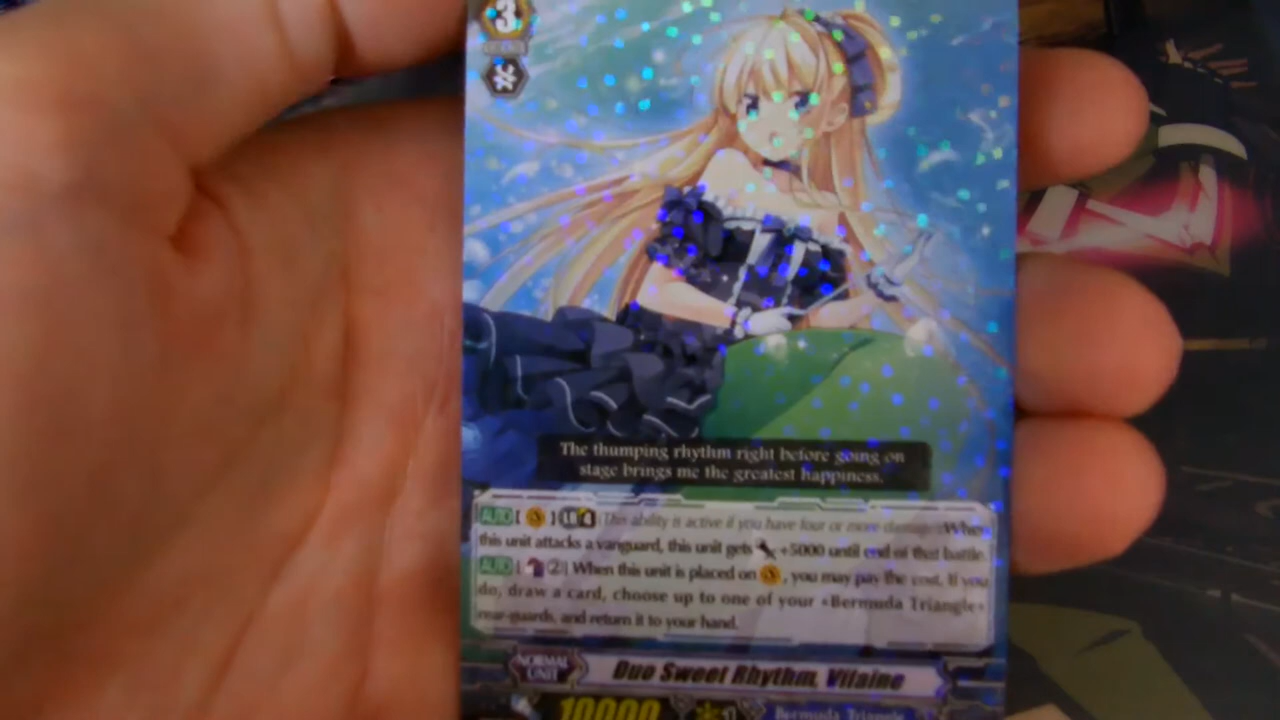 3
The thumping rhythm right before going on
stage brings me the greatest happiness.
AUTO [ ] LB4 (This ability is active if you have four or more damage) When
this unit attacks a vanguard, this unit gets +5000 until end of that battle.
AUTO [ (2)] When this unit is placed on , you may pay the cost. If you
do, draw a card, choose up to one of your «Bermuda Triangle»
rear-guards, and return it to your hand.
NORMAL
UNIT
Duo Sweet Rhythm, Vilaine
10000
Bermuda Triangle